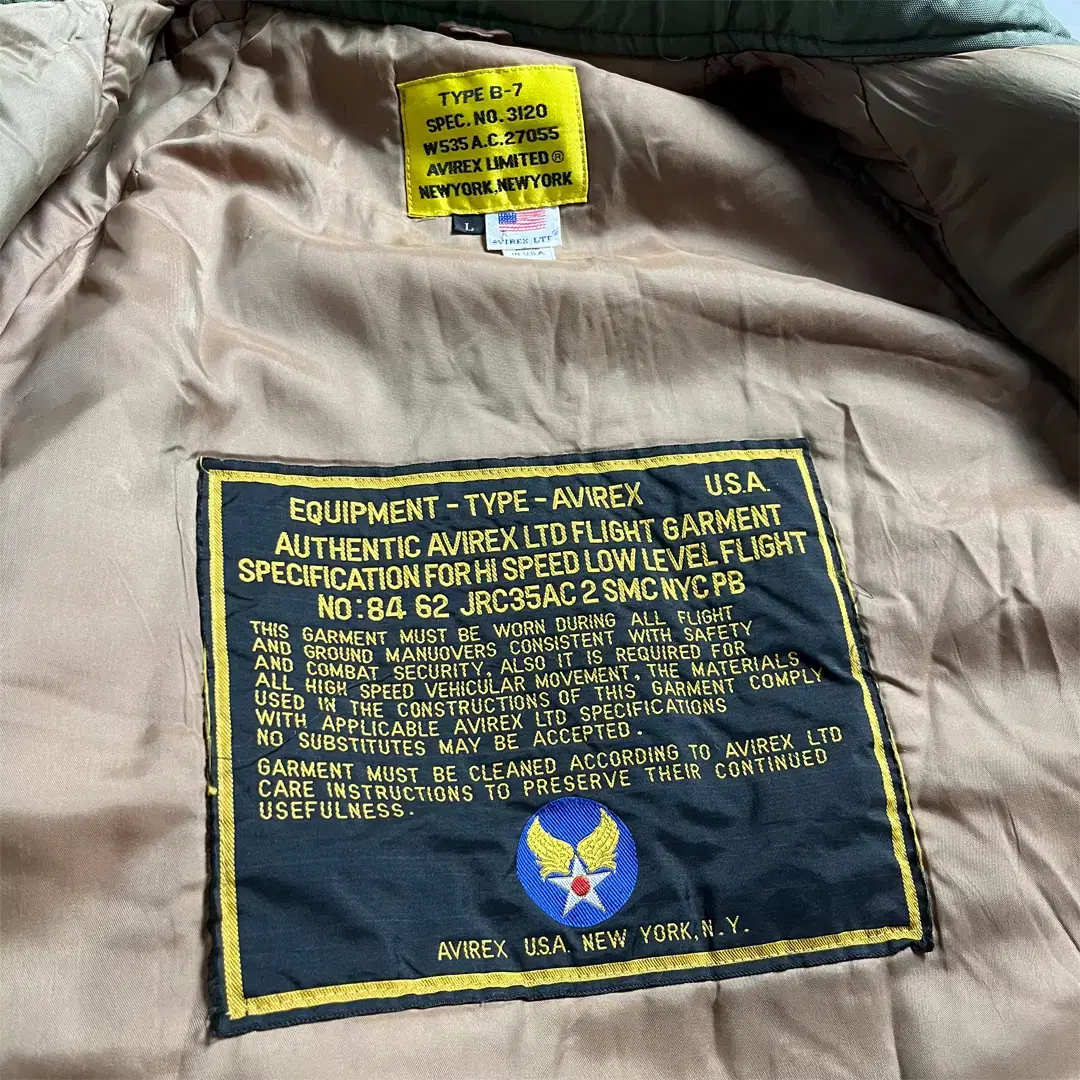 TYPE B-7
SPEC. NO. 3120
W535 A.C. 27055
AVIREX LIMITED ®
NEWYORK, NEWYORK
L
AVIREX LTD ®
IN U.S.A
EQUIPMENT - TYPE - AVIREX U.S.A.
AUTHENTIC AVIREX LTD FLIGHT GARMENT
SPECIFICATION FOR HI SPEED LOW LEVEL FLIGHT
NO: 84 62 JRC35AC 2 SMC NYC PB
THIS GARMENT MUST BE WORN DURING ALL FLIGHT
AND GROUND MANUOVERS CONSISTENT WITH SAFETY
AND COMBAT SECURITY, ALSO IT IS REQUIRED FOR
ALL HIGH SPEED VEHICULAR MOVEMENT, THE MATERIALS
USED IN THE CONSTRUCTIONS OF THIS GARMENT COMPLY
WITH APPLICABLE AVIREX LTD SPECIFICATIONS
NO SUBSTITUTES MAY BE ACCEPTED.
GARMENT MUST BE CLEANED ACCORDING TO AVIREX LTD
CARE INSTRUCTIONS TO PRESERVE THEIR CONTINUED
USEFULNESS.
AVIREX U.S.A. NEW YORK, N.Y.